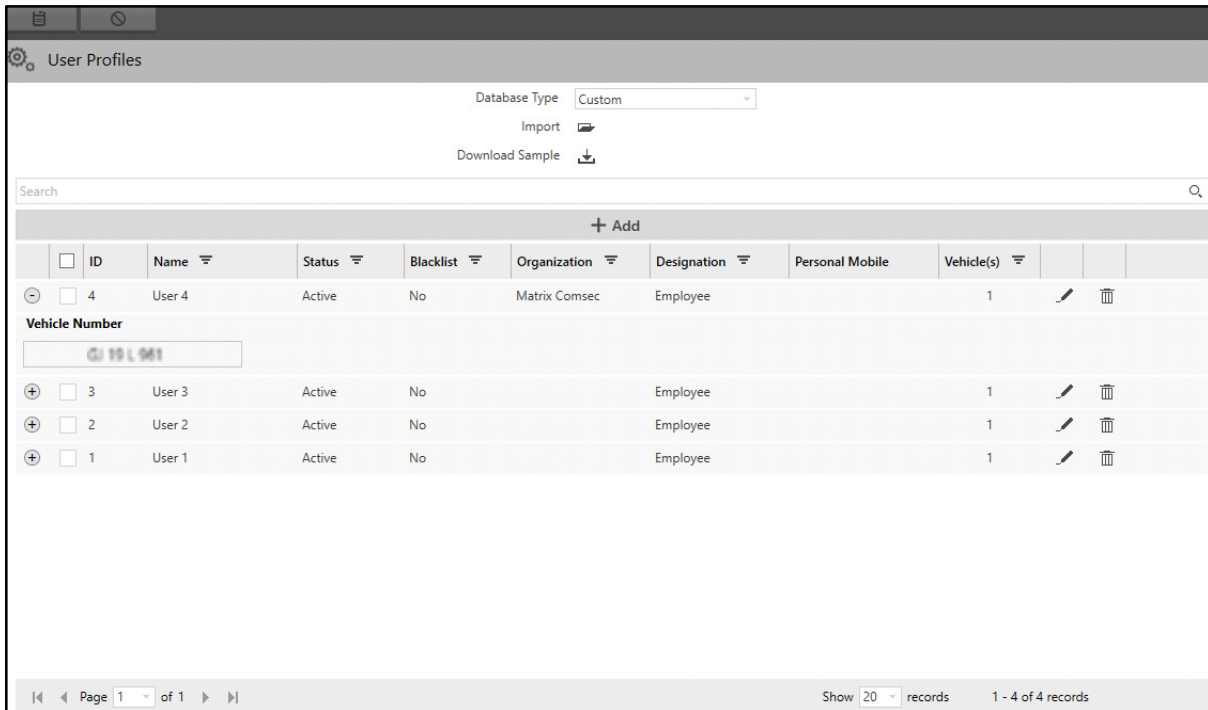 User Profiles
Database Type Custom
Import
Download Sample
Search
+ Add
ID Name Status Blacklist Organization Designation Personal Mobile Vehicle(s)
4 User 4 Active No Matrix Comsec Employee 1
Vehicle Number
3 User 3 Active No Employee 1
2 User 2 Active No Employee 1
1 User 1 Active No Employee 1
Page 1 of 1 Show 20 records 1 - 4 of 4 records